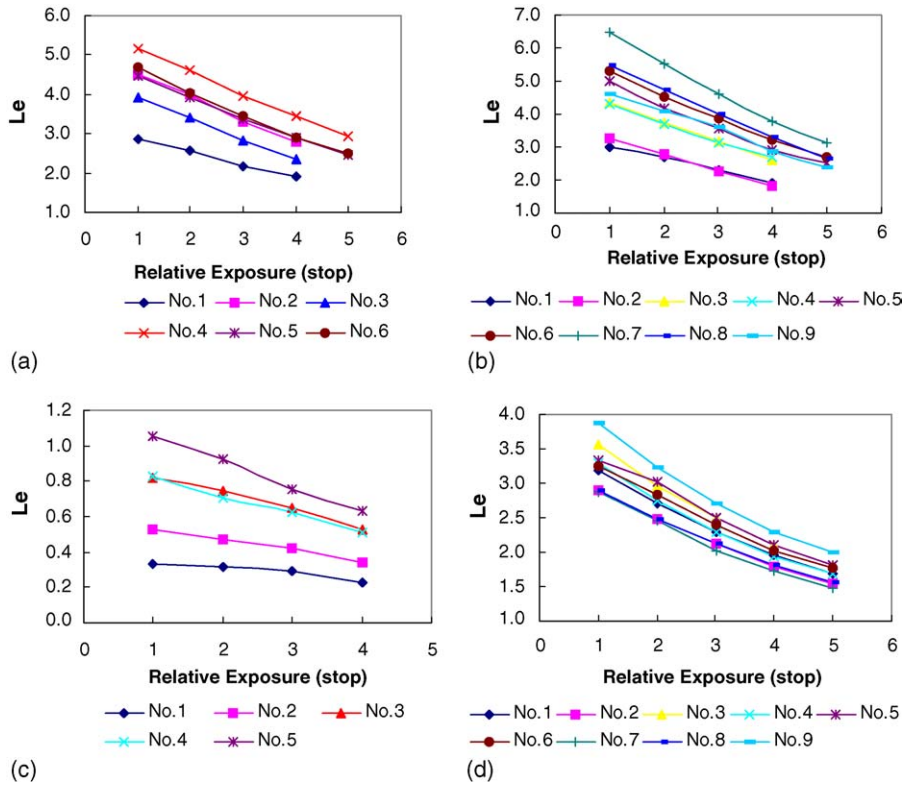 6.0
5.0
4.0
3.0
2.0
1.0
Le
0 1 2 3 4 5 6
Relative Exposure (stop)
No.1 No.2 No.3
No.4 No.5 No.6
(a)
7.0
6.0
5.0
4.0
3.0
2.0
1.0
Le
0 1 2 3 4 5 6
Relative Exposure (stop)
No.1 No.2 No.3 No.4 No.5
No.6 No.7 No.8 No.9
(b)
1.2
1.0
0.8
0.6
0.4
0.2
0.0
Le
0 1 2 3 4 5
Relative Exposure (stop)
No.1 No.2 No.3
No.4 No.5
(c)
4.0
3.5
3.0
2.5
2.0
1.5
1.0
Le
0 1 2 3 4 5 6
Relative Exposure (stop)
No.1 No.2 No.3 No.4 No.5
No.6 No.7 No.8 No.9
(d)